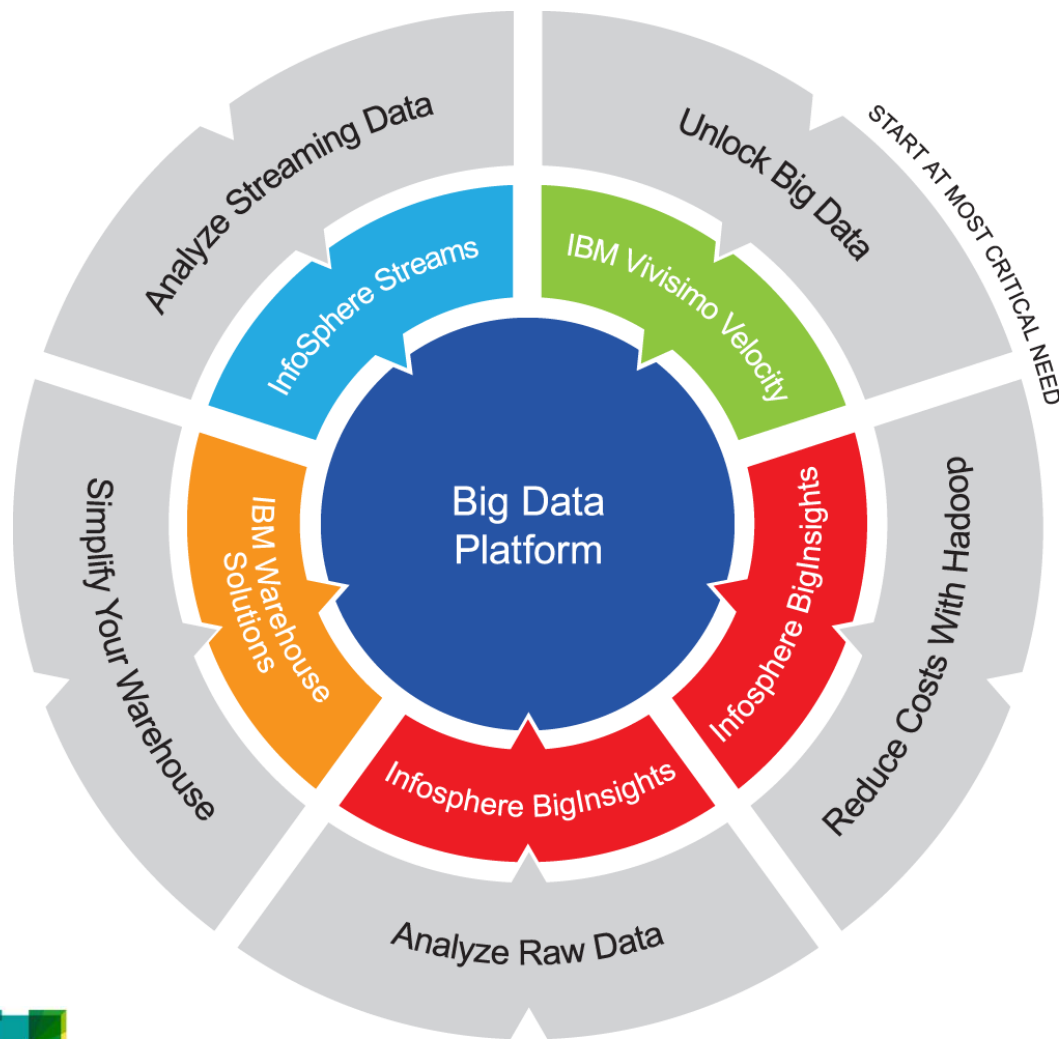 Unlock Big Data
START AT MOST CRITICAL NEED
IBM Vivisimo Velocity
Reduce Costs With Hadoop
Infosphere BigInsights
Analyze Raw Data
Infosphere BigInsights
Simplify Your Warehouse
IBM Warehouse
Solutions
Analyze Streaming Data
InfoSphere Streams
Big Data
Platform